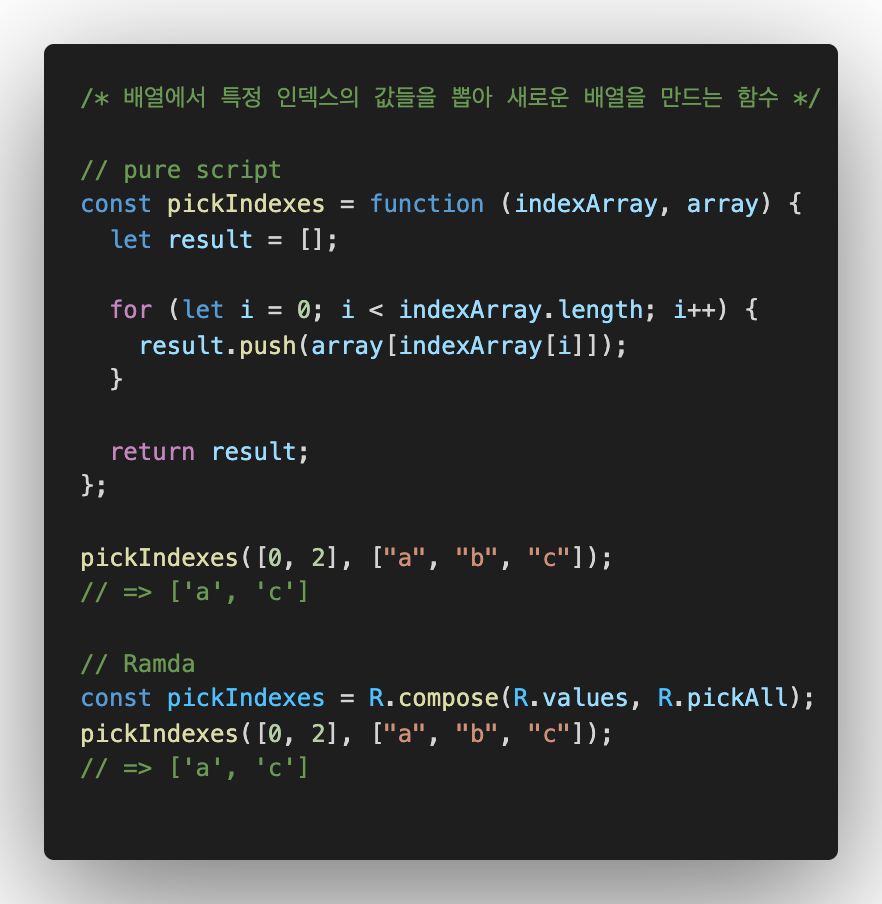 /* 배열에서 특정 인덱스의 값들을 뽑아 새로운 배열을 만드는 함수 */
// pure script
const pickIndexes = function (indexArray, array) {
  let result = [];
  for (let i = 0; i < indexArray.length; i++) {
    result.push(array[indexArray[i]]);
  }
  return result;
};
pickIndexes([0, 2], ["a", "b", "c"]);
// => ['a', 'c']
// Ramda
const pickIndexes = R.compose(R.values, R.pickAll);
pickIndexes([0, 2], ["a", "b", "c"]);
// => ['a', 'c']